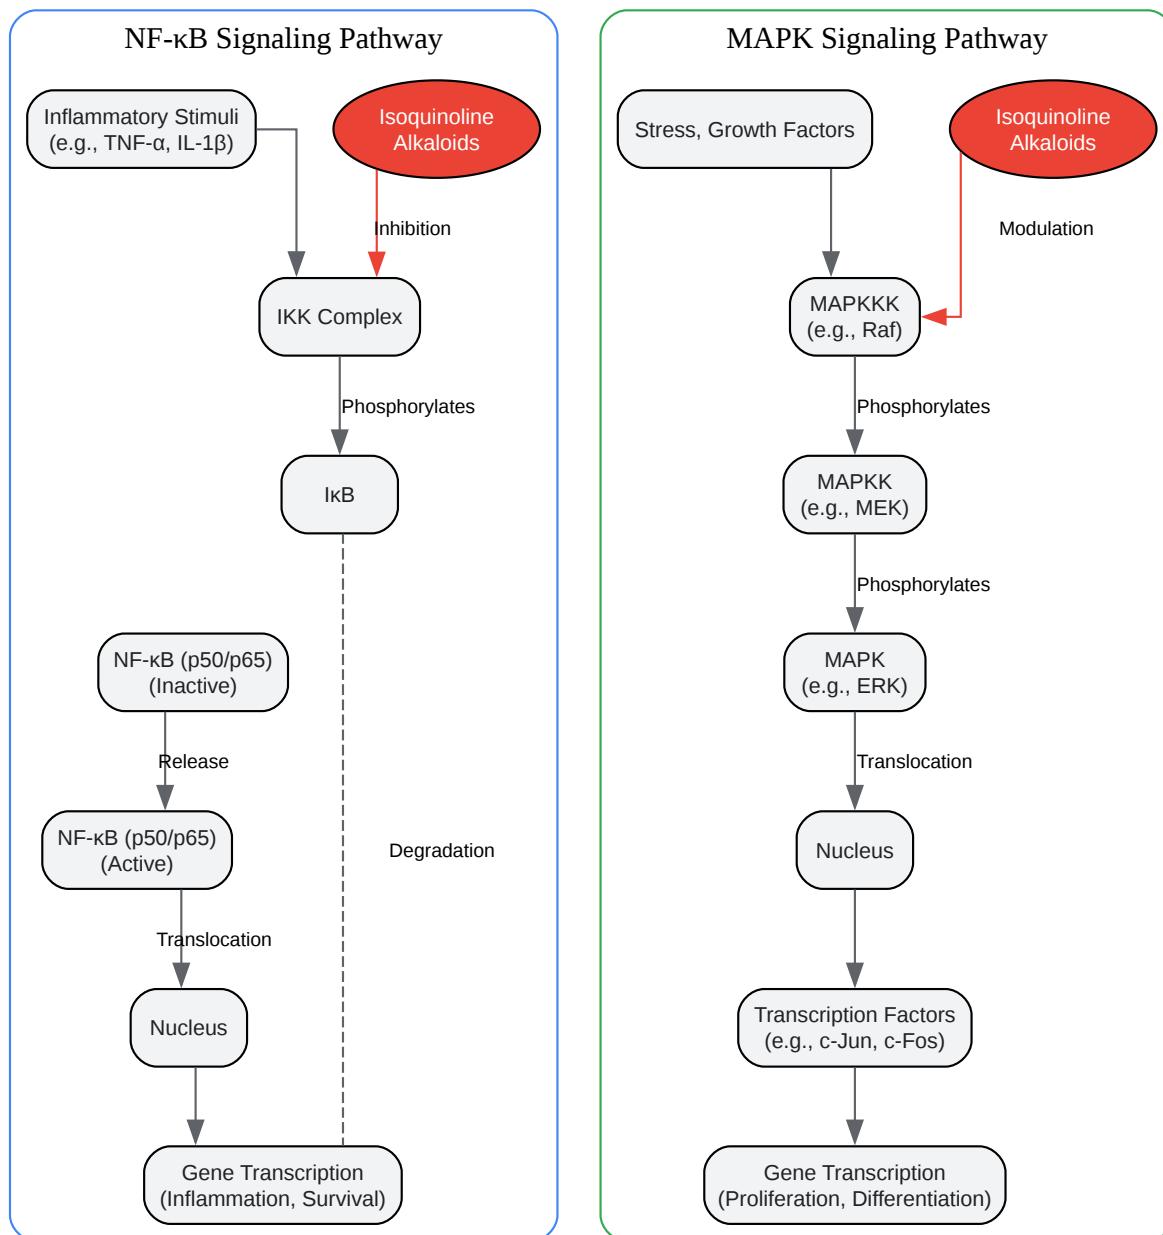 NF-κB Signaling Pathway
Inflammatory Stimuli
(e.g., TNF-α, IL-1β)
Isoquinoline
Alkaloids
Inhibition
IKK Complex
Phosphorylates
IκB
NF-κB (p50/p65)
(Inactive)
Release
NF-κB (p50/p65)
(Active)
Degradation
Translocation
Nucleus
Gene Transcription
(Inflammation, Survival)
MAPK Signaling Pathway
Stress, Growth Factors
Isoquinoline
Alkaloids
Modulation
MAPKKK
(e.g., Raf)
Phosphorylates
MAPKK
(e.g., MEK)
Phosphorylates
MAPK
(e.g., ERK)
Translocation
Nucleus
Transcription Factors
(e.g., c-Jun, c-Fos)
Gene Transcription
(Proliferation, Differentiation)